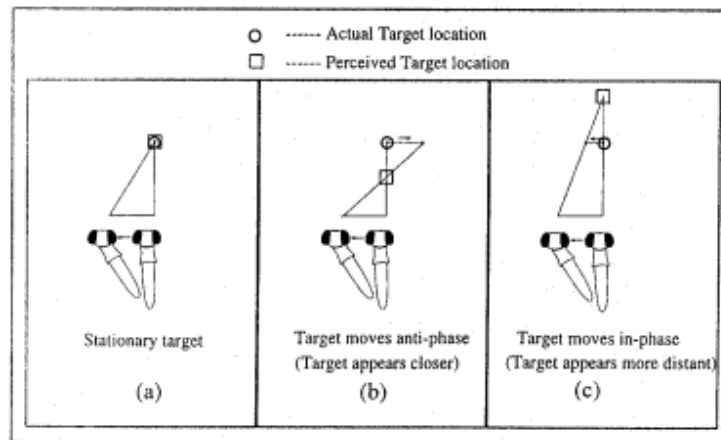 Actual Target location
Perceived Target location
Stationary target
(a)
Target moves anti-phase
(Target appears closer)
(b)
Target moves in-phase
(Target appears more distant)
(c)